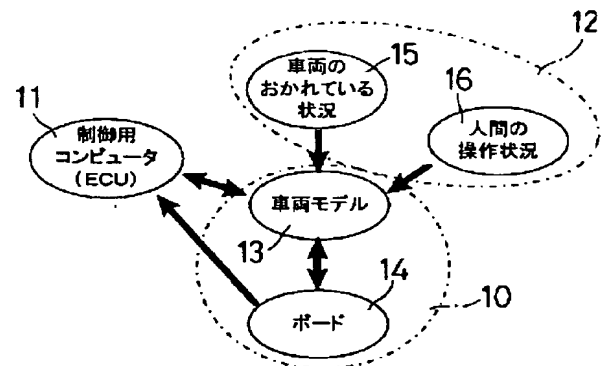 12
15
車両の
おかれている
状況
16
人間の
操作状況
11
制御用
コンピュータ
(ECU)
車両モデル
13
14
ボード
10